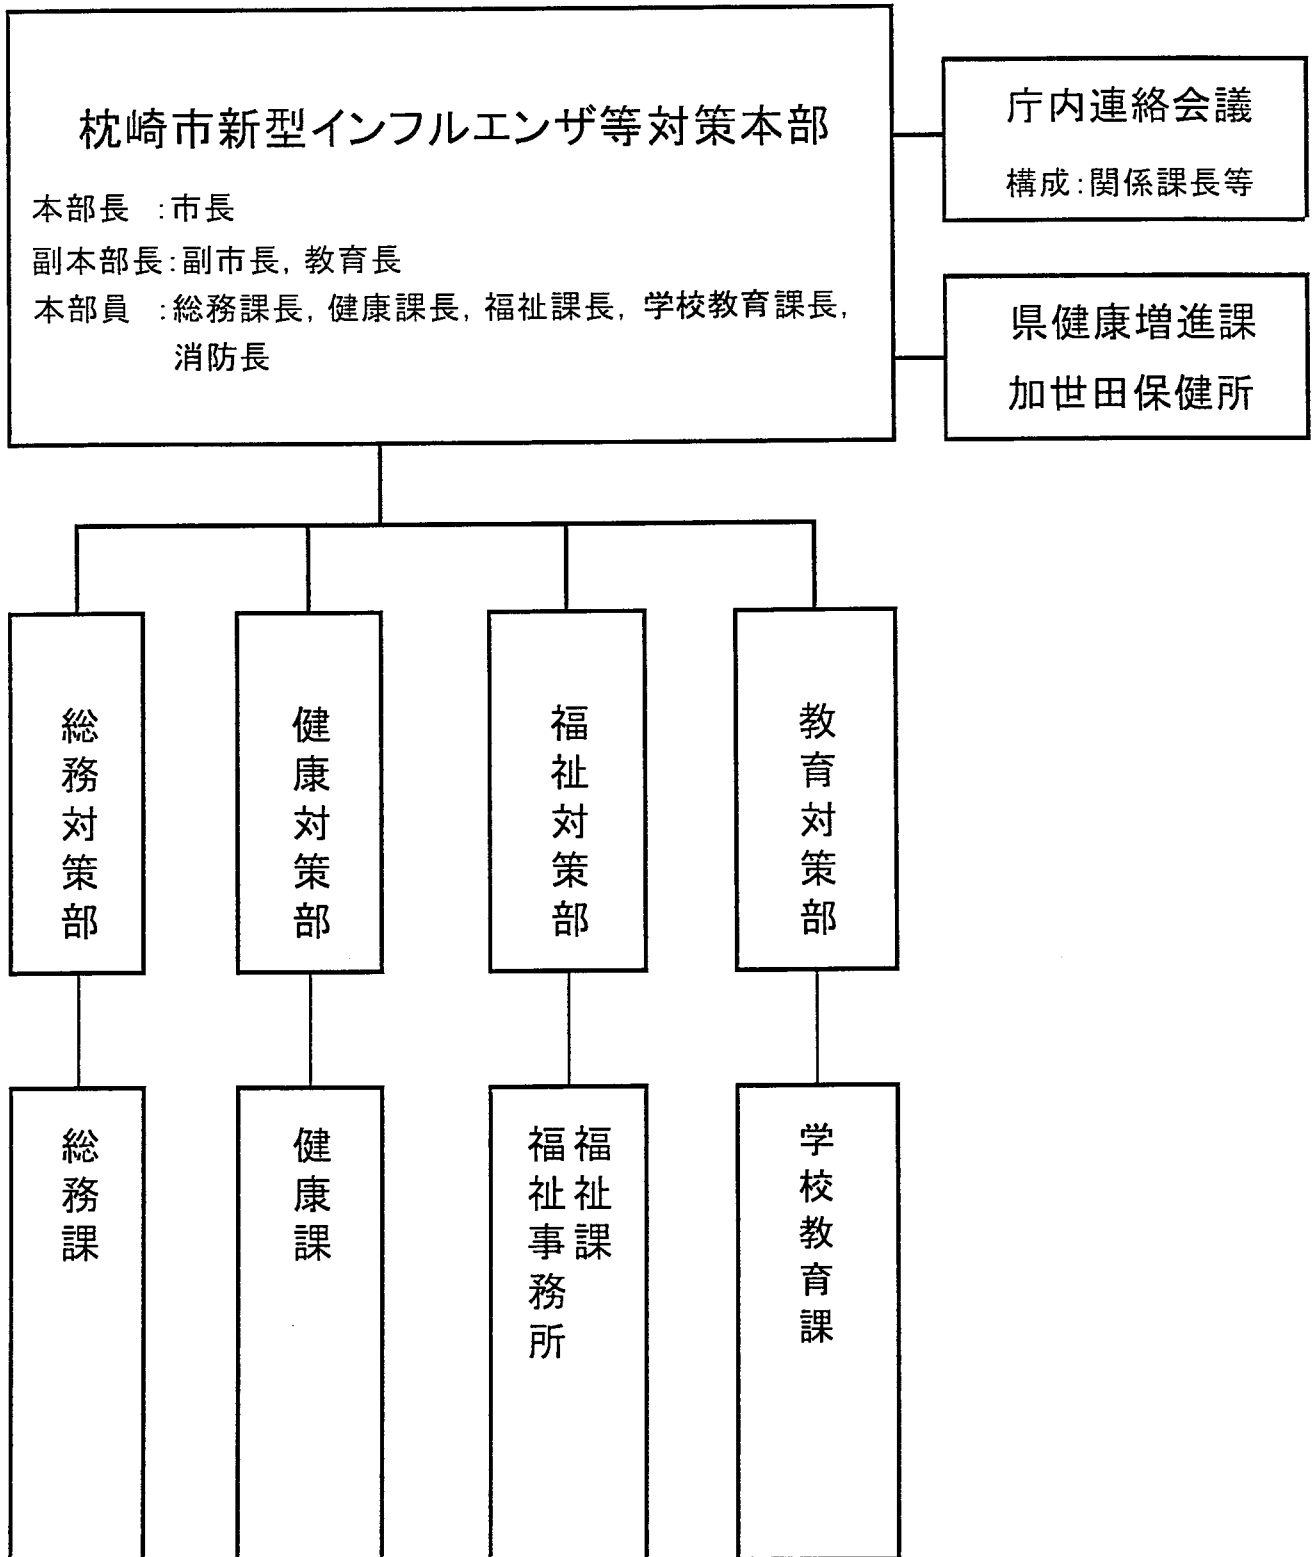 枕崎市新型インフルエンザ等対策本部
本部長　：市長
副本部長：副市長，教育長
本部員　：総務課長，健康課長，福祉課長，学校教育課長，
消防長
庁内連絡会議
構成：関係課長等
県健康増進課
加世田保健所
総務対策部
健康対策部
福祉対策部
教育対策部
総務課
健康課
福祉課
福祉事務所
学校教育課